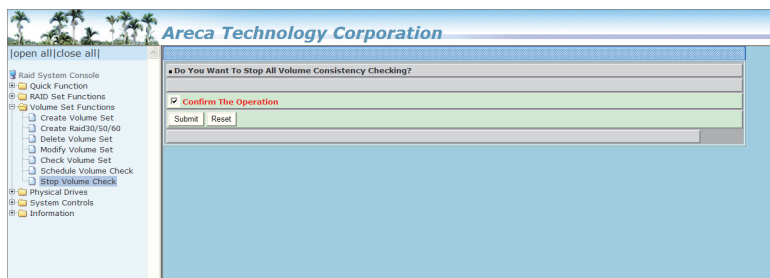 Areca Technology Corporation
|open all|close all|
Raid System Console
Quick Function
RAID Set Functions
Volume Set Functions
Create Volume Set
Create Raid30/50/60
Delete Volume Set
Modify Volume Set
Check Volume Set
Schedule Volume Check
Stop Volume Check
Physical Drives
System Controls
Information
Do You Want To Stop All Volume Consistency Checking?
Confirm The Operation
Submit Reset